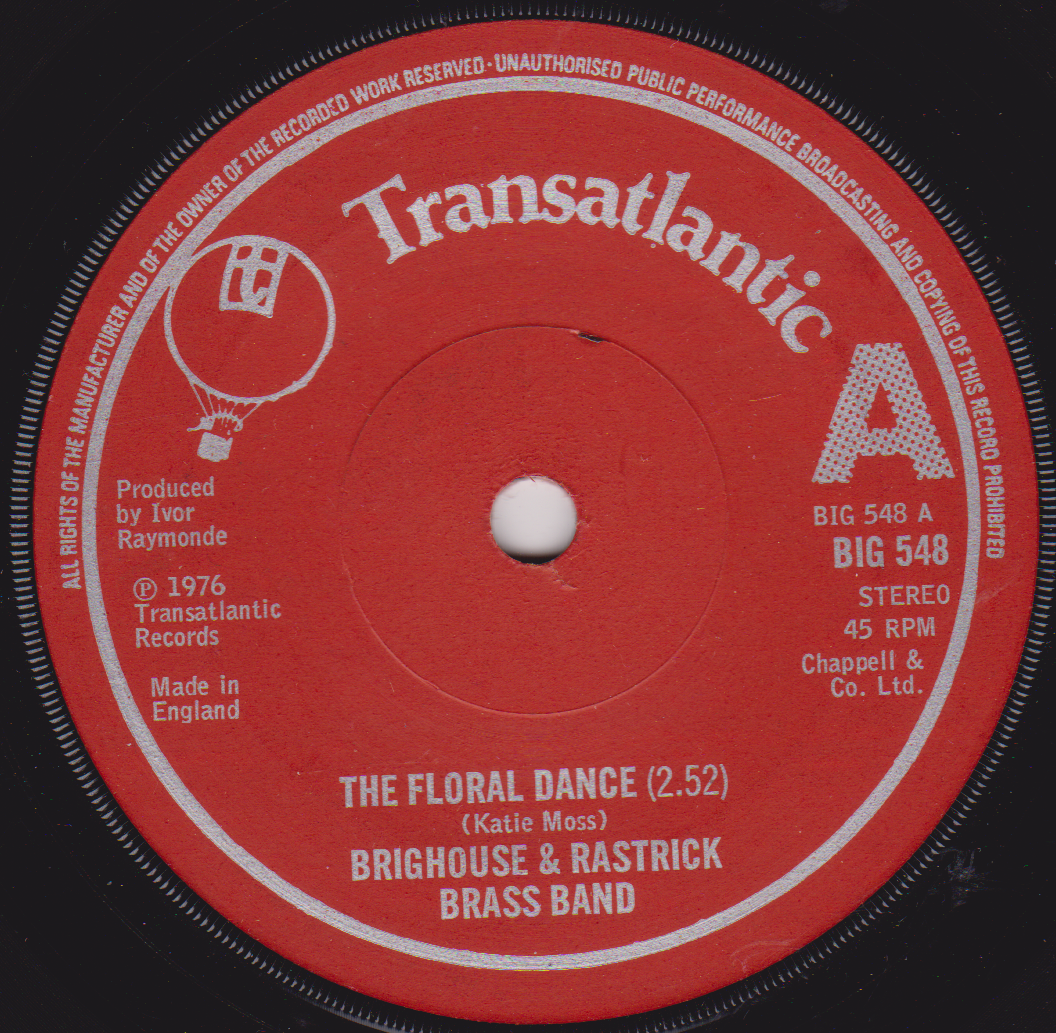 ALL RIGHTS OF THE MANUFACTURER AND OF THE OWNER OF THE RECORDED WORK RESERVED · UNAUTHORISED PUBLIC PERFORMANCE BROADCASTING AND COPYING OF THIS RECORD PROHIBITED
Transatlantic
A
Produced
by Ivor
Raymonde
℗ 1976
Transatlantic
Records
Made in
England
BIG 548 A
BIG 548
STEREO
45 RPM
Chappell &
Co. Ltd.
THE FLORAL DANCE (2.52)
(Katie Moss)
BRIGHOUSE & RASTRICK
BRASS BAND